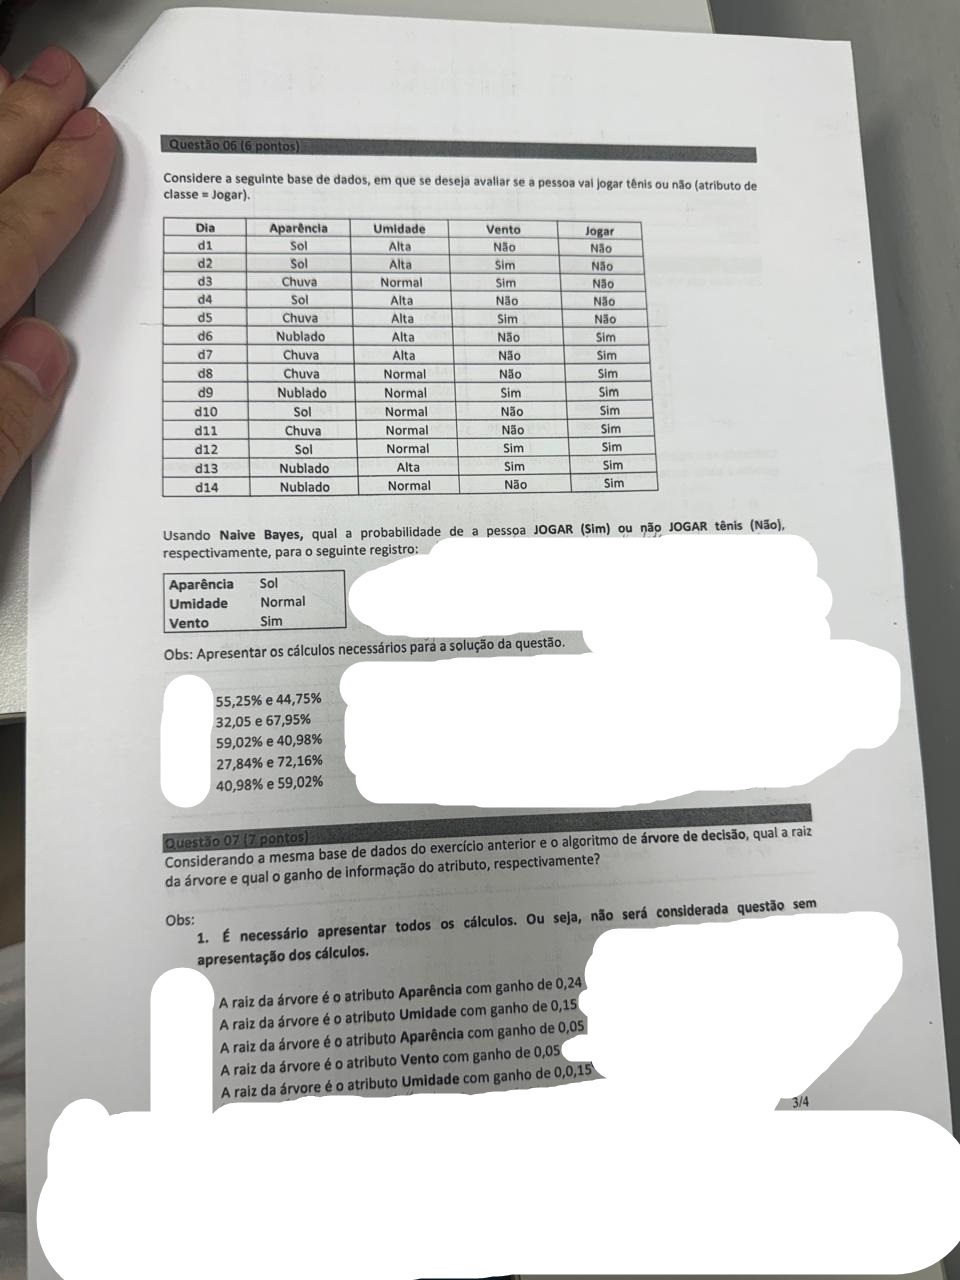 Questão 06 (6 pontos)
Considere a seguinte base de dados, em que se deseja avaliar se a pessoa vai jogar tênis ou não (atributo de
classe = Jogar).
Dia Aparência Umidade Vento Jogar
d1 Sol Alta Não Não
d2 Sol Alta Sim Não
d3 Chuva Normal Sim Não
d4 Sol Alta Não Não
d5 Chuva Alta Sim Não
d6 Nublado Alta Não Sim
d7 Chuva Alta Não Sim
d8 Chuva Normal Não Sim
d9 Nublado Normal Sim Sim
d10 Sol Normal Não Sim
d11 Chuva Normal Não Sim
d12 Sol Normal Sim Sim
d13 Nublado Alta Sim Sim
d14 Nublado Normal Não Sim
Usando Naive Bayes, qual a probabilidade de a pessoa JOGAR (Sim) ou não JOGAR tênis (Não),
respectivamente, para o seguinte registro:
Aparência Sol
Umidade Normal
Vento Sim
Obs: Apresentar os cálculos necessários para a solução da questão.
55,25% e 44,75%
32,05 e 67,95%
59,02% e 40,98%
27,84% e 72,16%
40,98% e 59,02%
Questão 07 (7 pontos)
Considerando a mesma base de dados do exercício anterior e o algoritmo de árvore de decisão, qual a raiz
da árvore e qual o ganho de informação do atributo, respectivamente?
Obs:
1. É necessário apresentar todos os cálculos. Ou seja, não será considerada questão sem
apresentação dos cálculos.
A raiz da árvore é o atributo Aparência com ganho de 0,24
A raiz da árvore é o atributo Umidade com ganho de 0,15
A raiz da árvore é o atributo Aparência com ganho de 0,05
A raiz da árvore é o atributo Vento com ganho de 0,05
A raiz da árvore é o atributo Umidade com ganho de 0,0,15
3/4